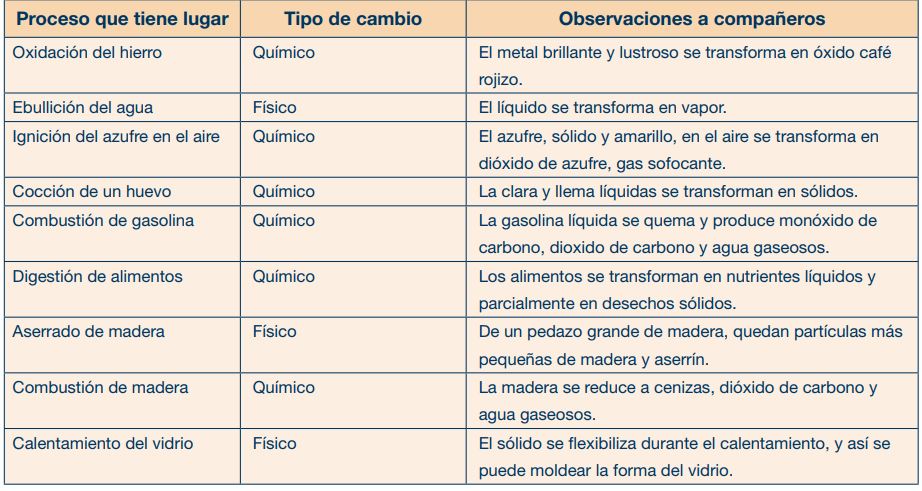 Proceso que tiene lugar Tipo de cambio Observaciones a compañeros
Oxidación del hierro Químico El metal brillante y lustroso se transforma en óxido café
rojizo.
Ebullición del agua Físico El líquido se transforma en vapor.
Ignición del azufre en el aire Químico El azufre, sólido y amarillo, en el aire se transforma en
dióxido de azufre, gas sofocante.
Cocción de un huevo Químico La clara y llema líquidas se transforman en sólidos.
Combustión de gasolina Químico La gasolina líquida se quema y produce monóxido de
carbono, dioxido de carbono y agua gaseosos.
Digestión de alimentos Químico Los alimentos se transforman en nutrientes líquidos y
parcialmente en desechos sólidos.
Aserrado de madera Físico De un pedazo grande de madera, quedan partículas más
pequeñas de madera y aserrín.
Combustión de madera Químico La madera se reduce a cenizas, dióxido de carbono y
agua gaseosos.
Calentamiento del vidrio Físico El sólido se flexibiliza durante el calentamiento, y así se
puede moldear la forma del vidrio.